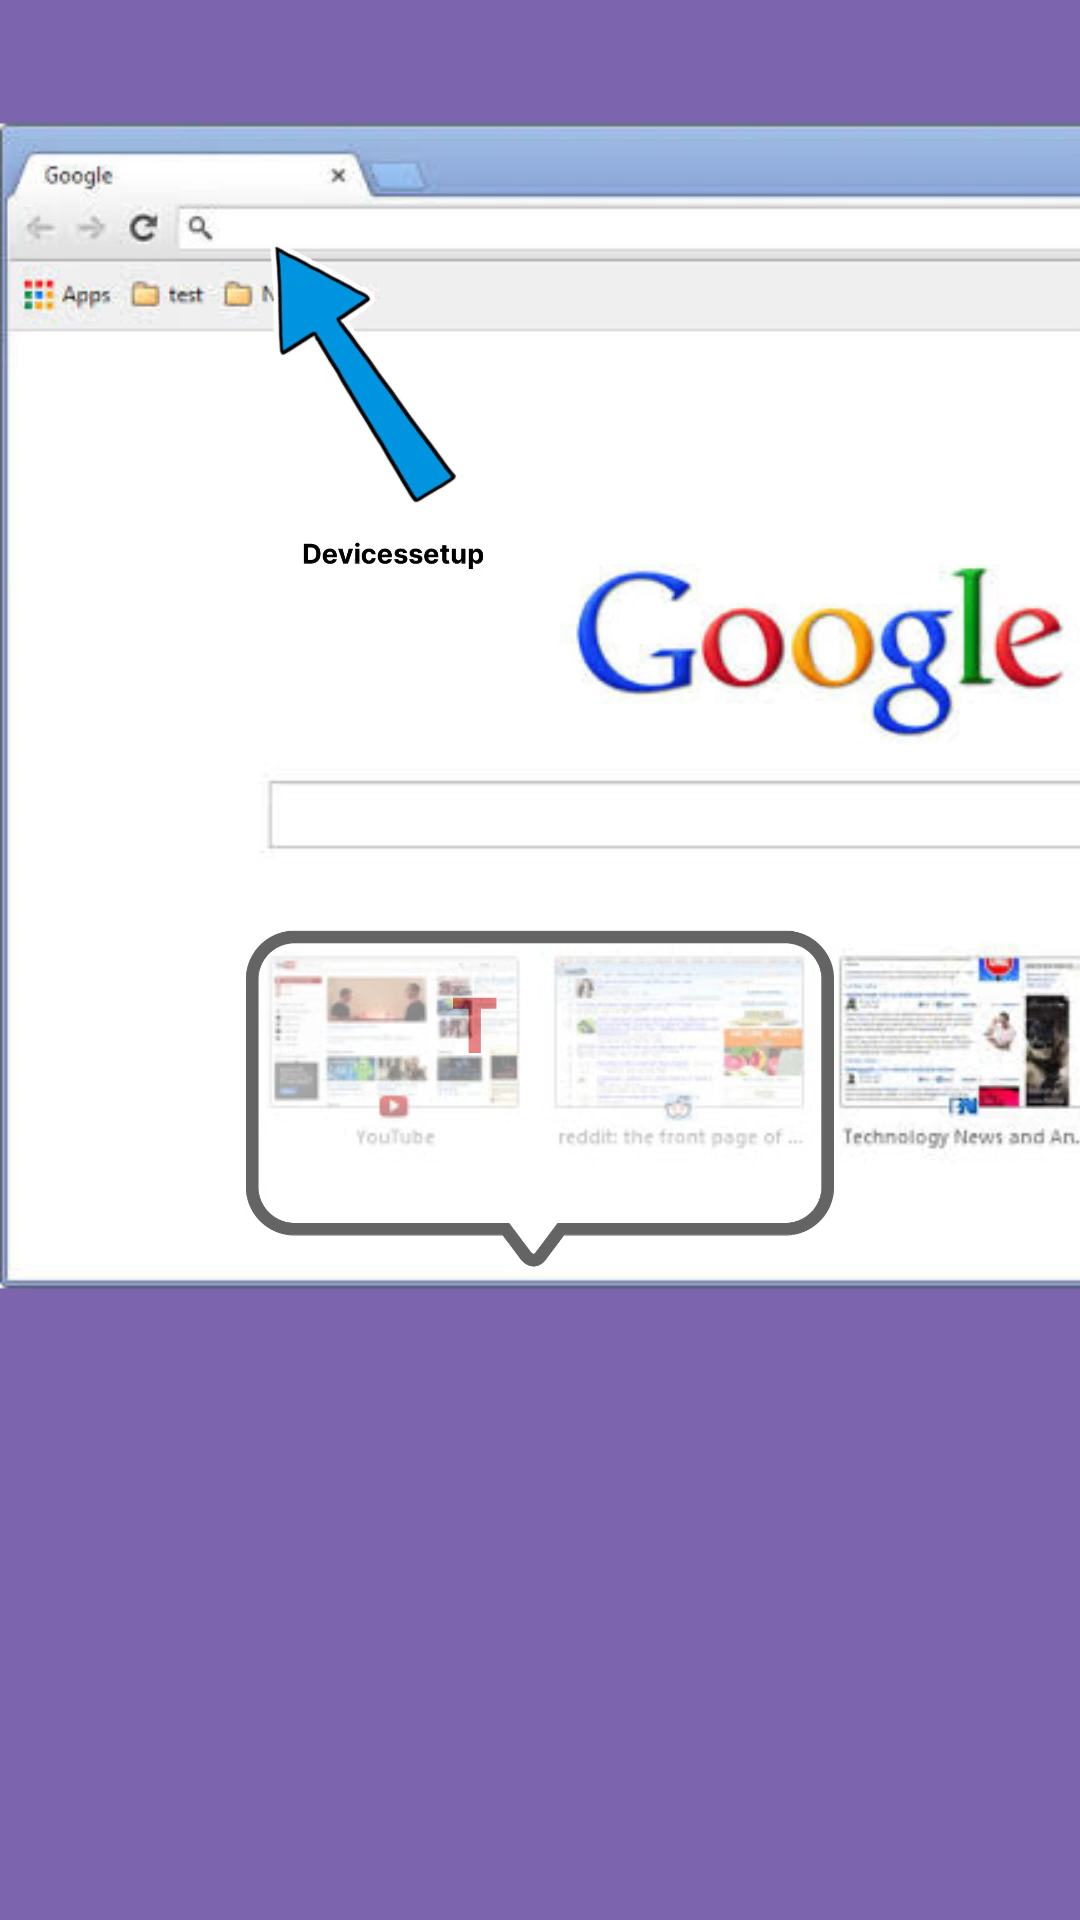 Google
Apps test N
Devicessetup
Google
T
YouTube
reddit: the front page of ...
Technology News and An...